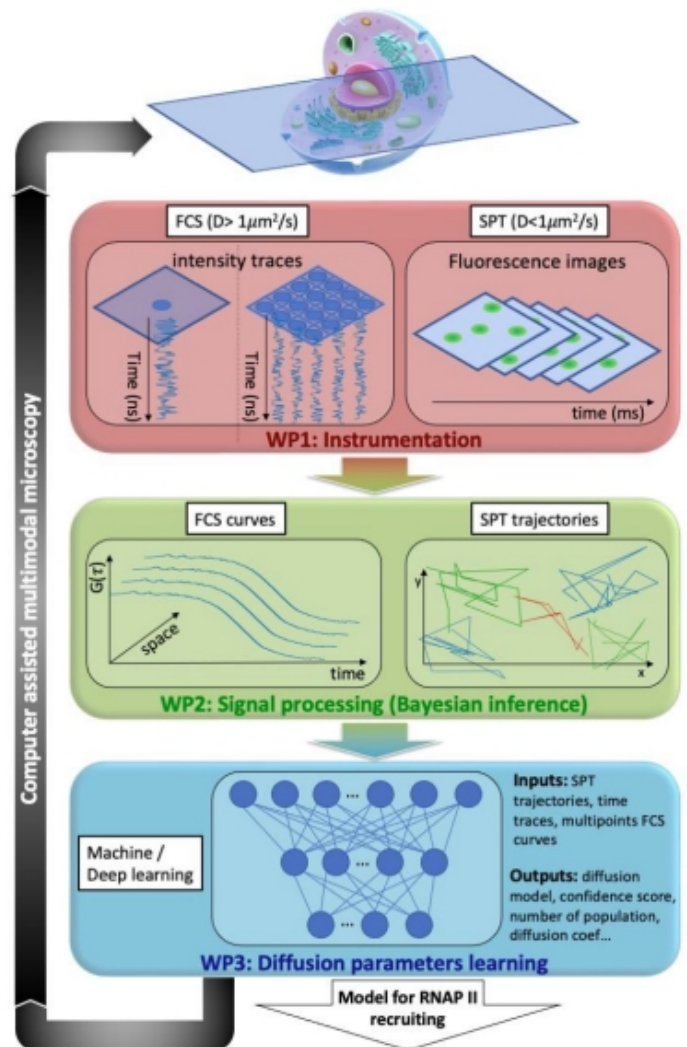 Computer assisted multimodal microscopy
FCS (D> 1μm²/s)
SPT (D<1μm²/s)
intensity traces
Fluorescence images
Time (ns)
Time (ns)
time (ms)
WP1: Instrumentation
FCS curves
SPT trajectories
G(τ)
space
time
y
x
WP2: Signal processing (Bayesian inference)
Machine /
Deep learning
...
...
...
Inputs: SPT
trajectories, time
traces, multipoints FCS
curves
Outputs: diffusion
model, confidence score,
number of population,
diffusion coef...
WP3: Diffusion parameters learning
Model for RNAP II
recruiting